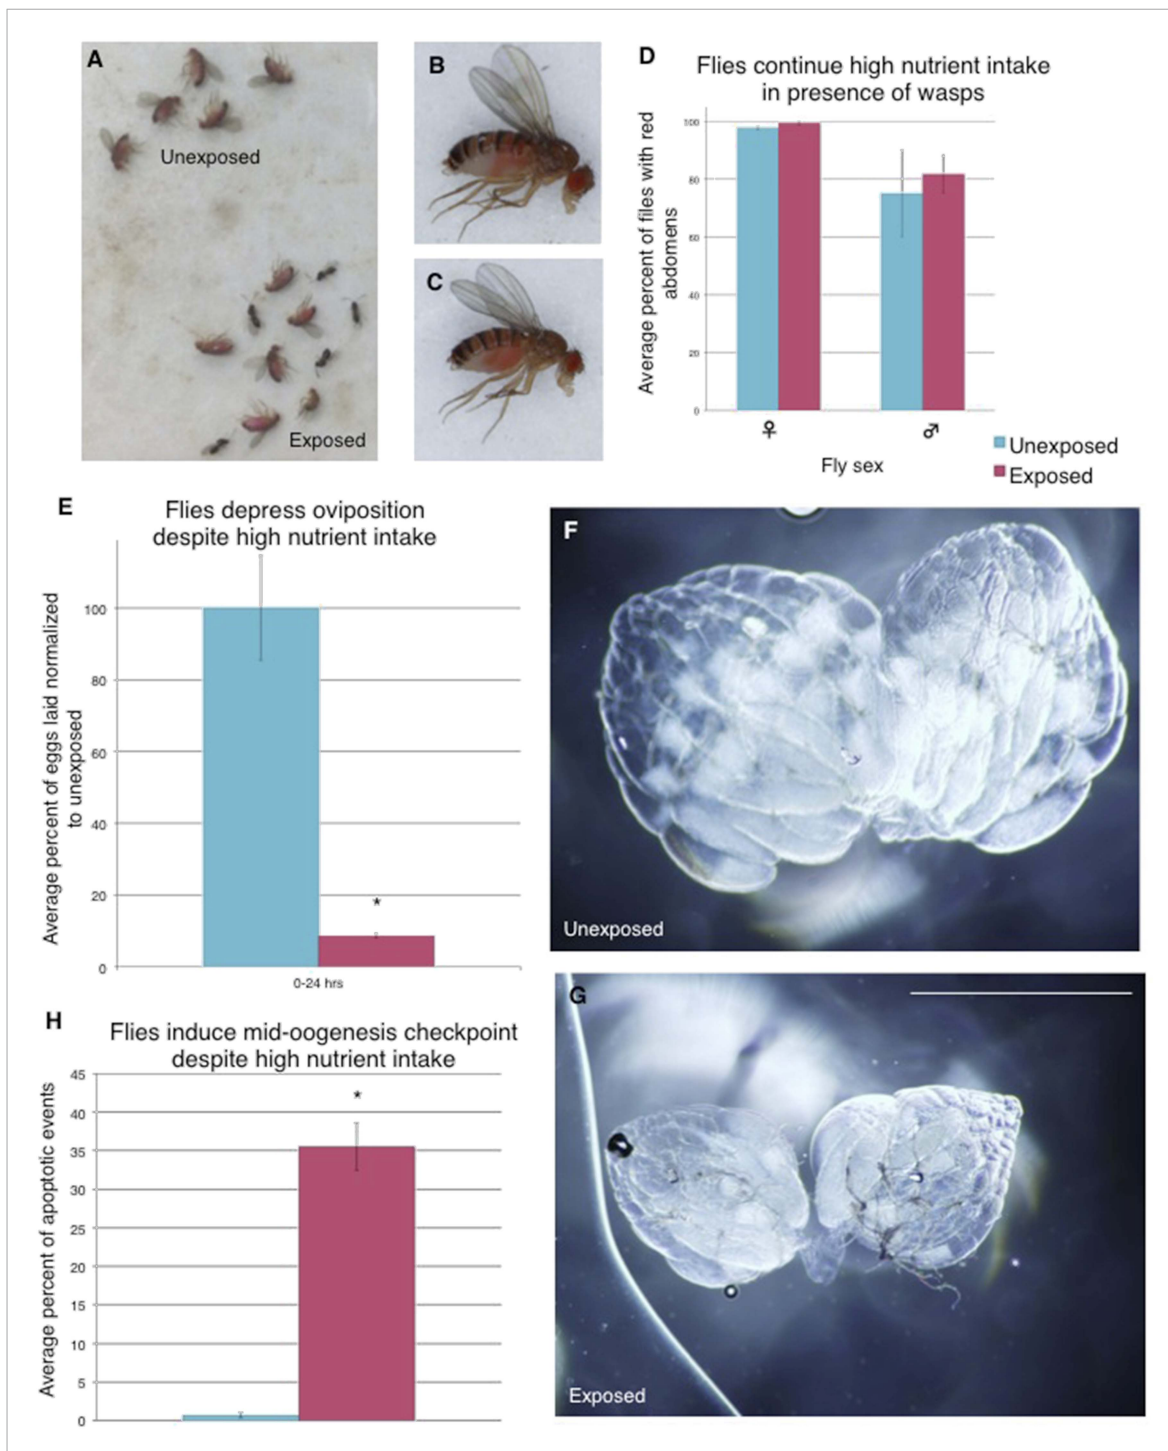 A
Unexposed
Exposed
B
C
D
Flies continue high nutrient intake
in presence of wasps
Average percent of files with red
abdomens
100
80
60
40
20
0
♀ ♂
Fly sex
Unexposed
Exposed
E
Flies depress oviposition
despite high nutrient intake
Average percent of eggs laid normalized
to unexposed
100
80
60
40
20
0
*
0-24 hrs
F
Unexposed
G
Exposed
H
Flies induce mid-oogenesis checkpoint
despite high nutrient intake
Average percent of apoptotic events
45
40
35
30
25
20
15
10
5
0
*